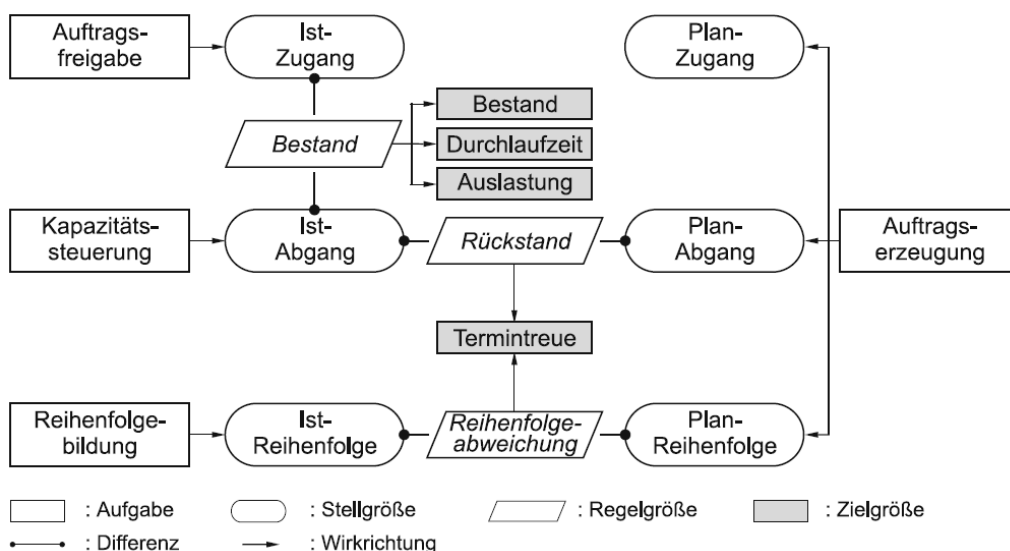 Auftrags-
freigabe
Ist-
Zugang
Plan-
Zugang
Bestand
Bestand
Durchlaufzeit
Auslastung
Kapazitäts-
steuerung
Ist-
Abgang
Rückstand
Plan-
Abgang
Auftrags-
erzeugung
Termintreue
Reihenfolge-
bildung
Ist-
Reihenfolge
Reihenfolge-
abweichung
Plan-
Reihenfolge
: Aufgabe
: Stellgröße
: Regelgröße
: Zielgröße
: Differenz
: Wirkrichtung